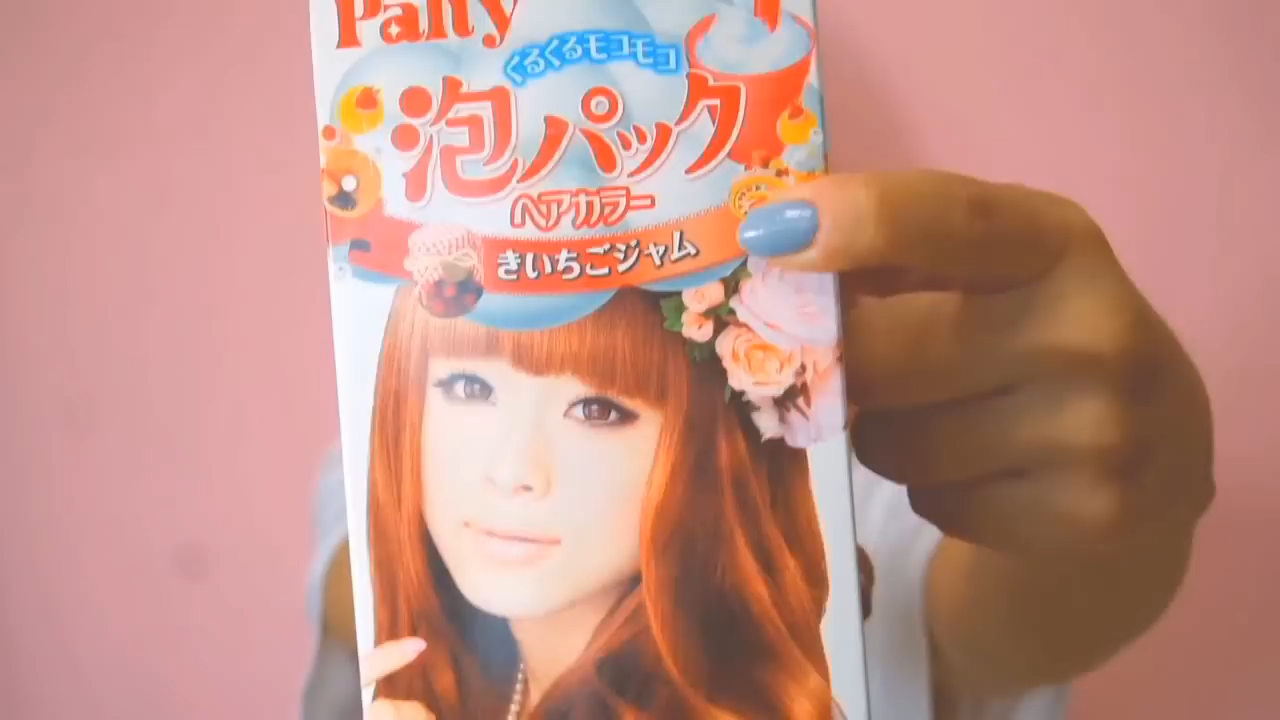 Palty
くるくるモコモコ
泡パック
ヘアカラー
きいちごジャム